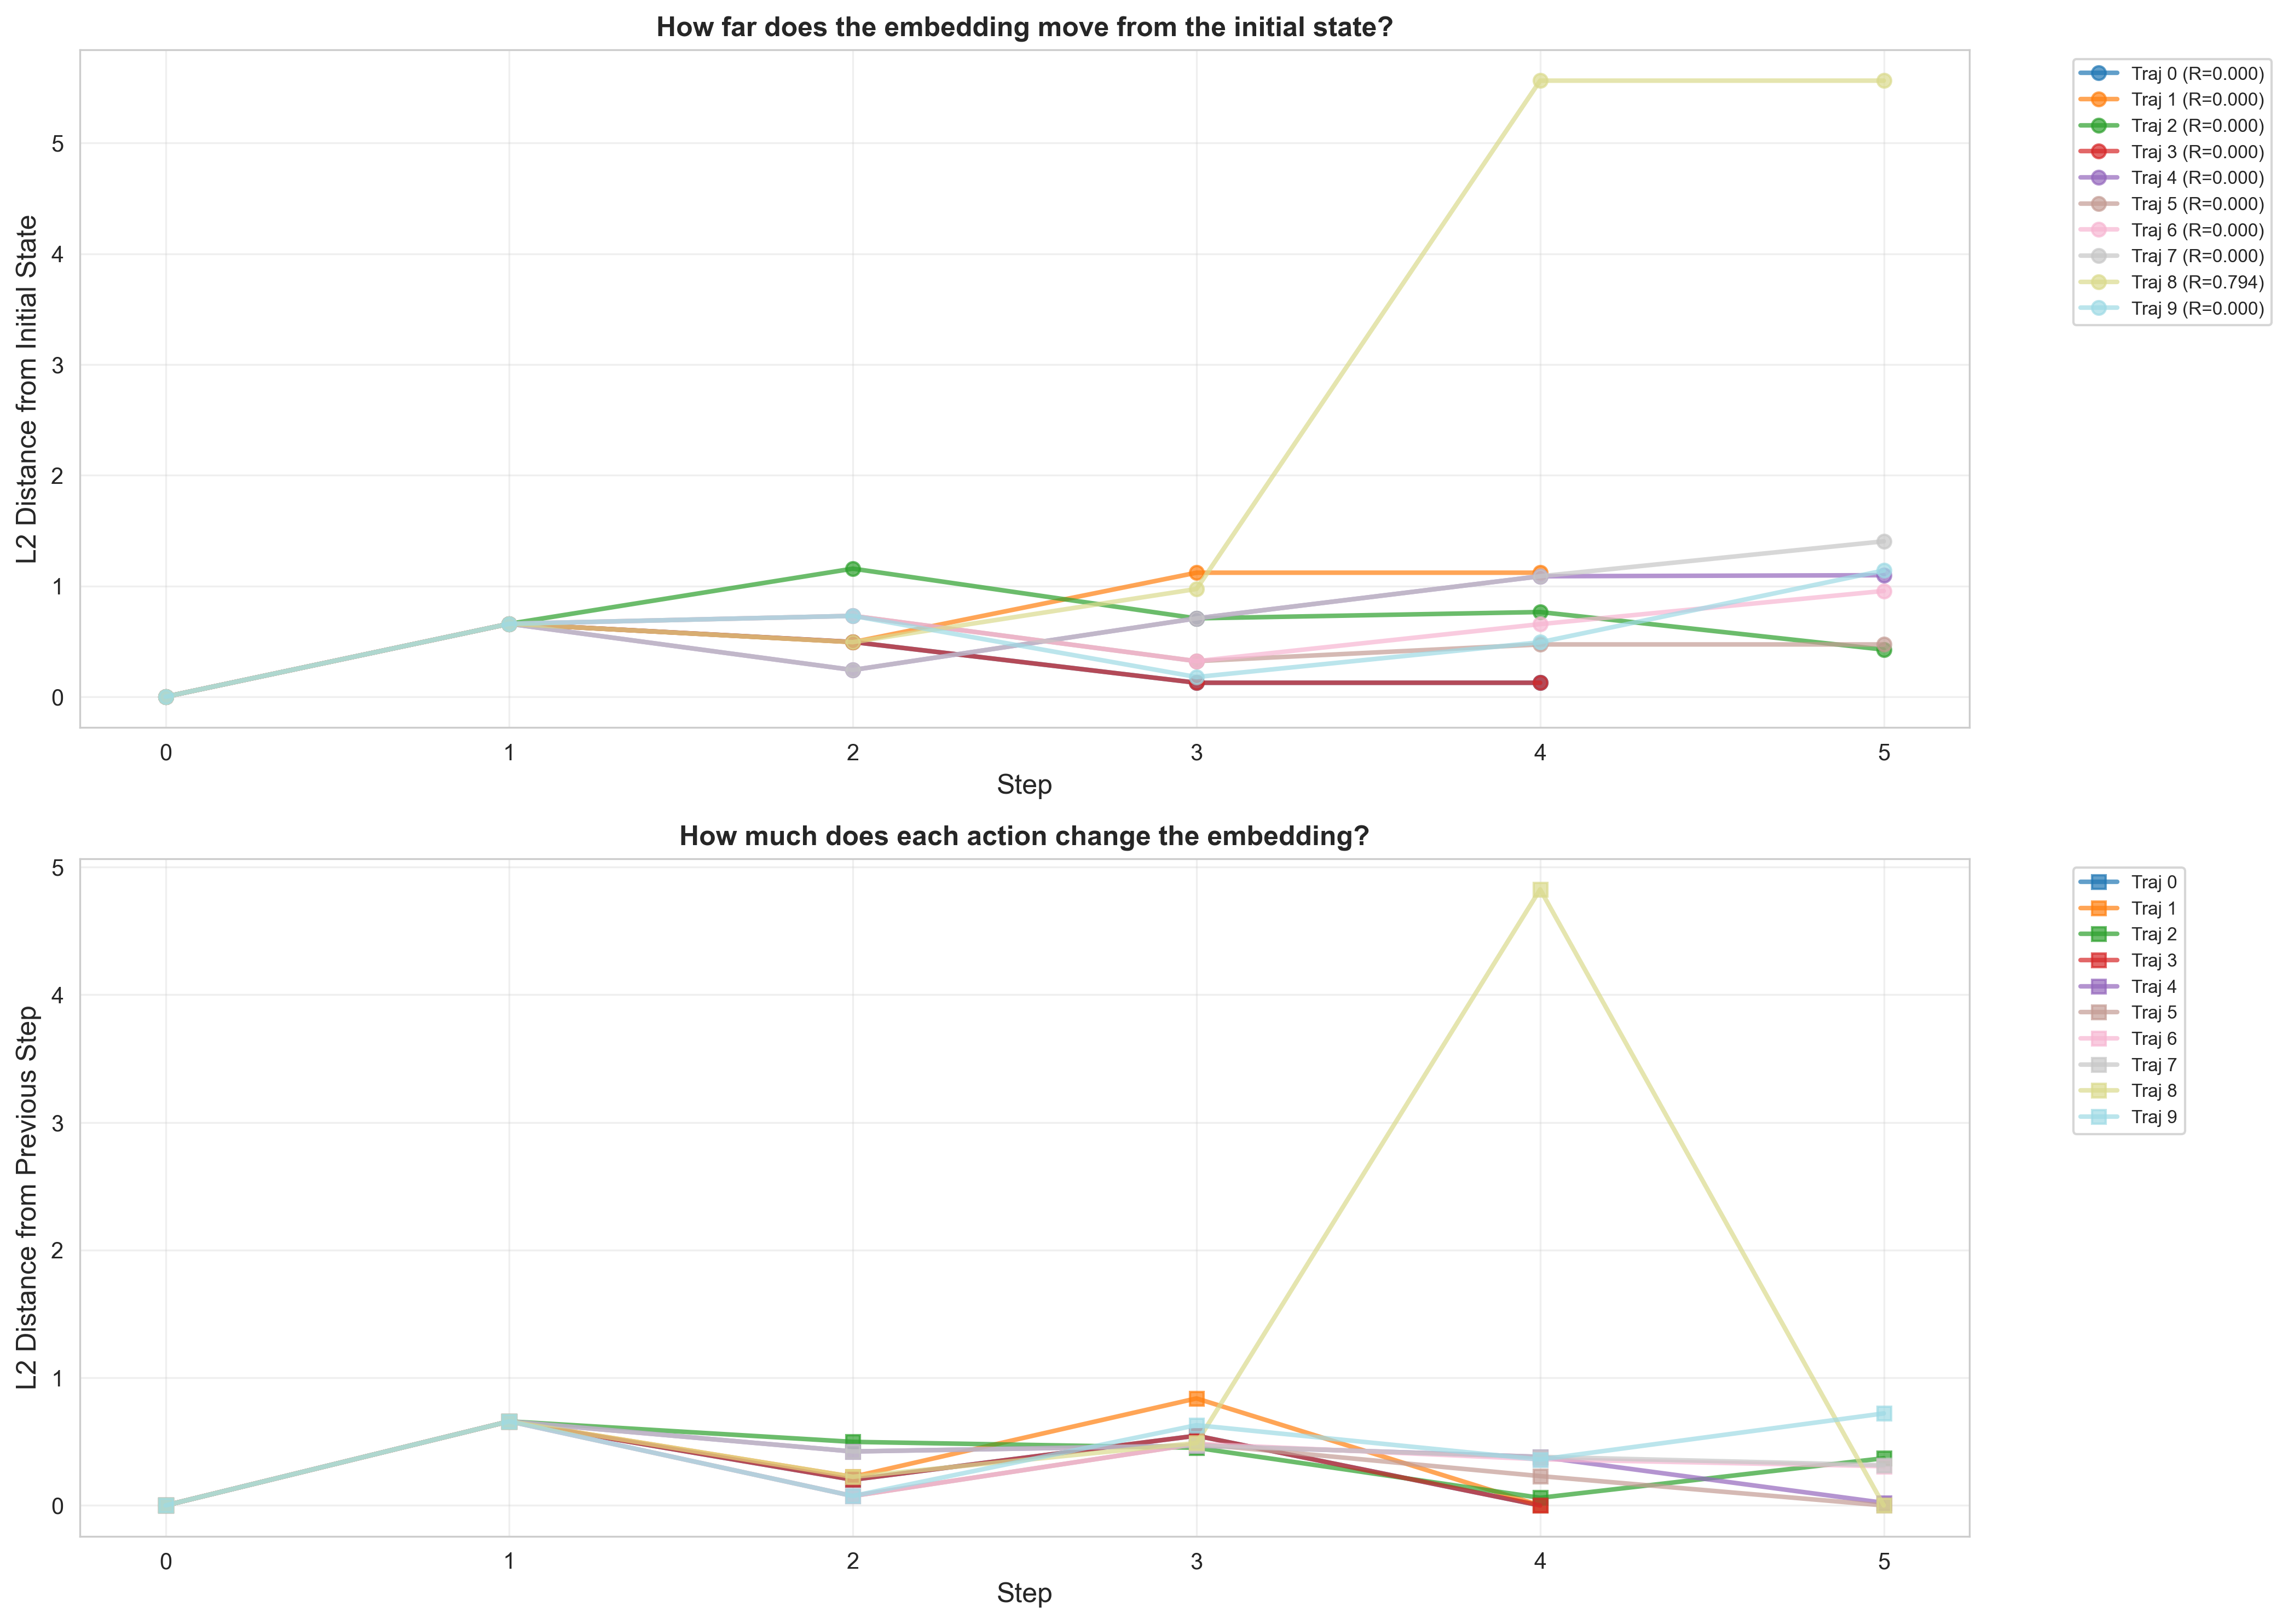 How far does the embedding move from the initial state?
L2 Distance from Initial State
5
4
3
2
1
0
0 1 2 3 4 5
Step
Traj 0 (R=0.000)
Traj 1 (R=0.000)
Traj 2 (R=0.000)
Traj 3 (R=0.000)
Traj 4 (R=0.000)
Traj 5 (R=0.000)
Traj 6 (R=0.000)
Traj 7 (R=0.000)
Traj 8 (R=0.794)
Traj 9 (R=0.000)
How much does each action change the embedding?
L2 Distance from Previous Step
5
4
3
2
1
0
0 1 2 3 4 5
Step
Traj 0
Traj 1
Traj 2
Traj 3
Traj 4
Traj 5
Traj 6
Traj 7
Traj 8
Traj 9